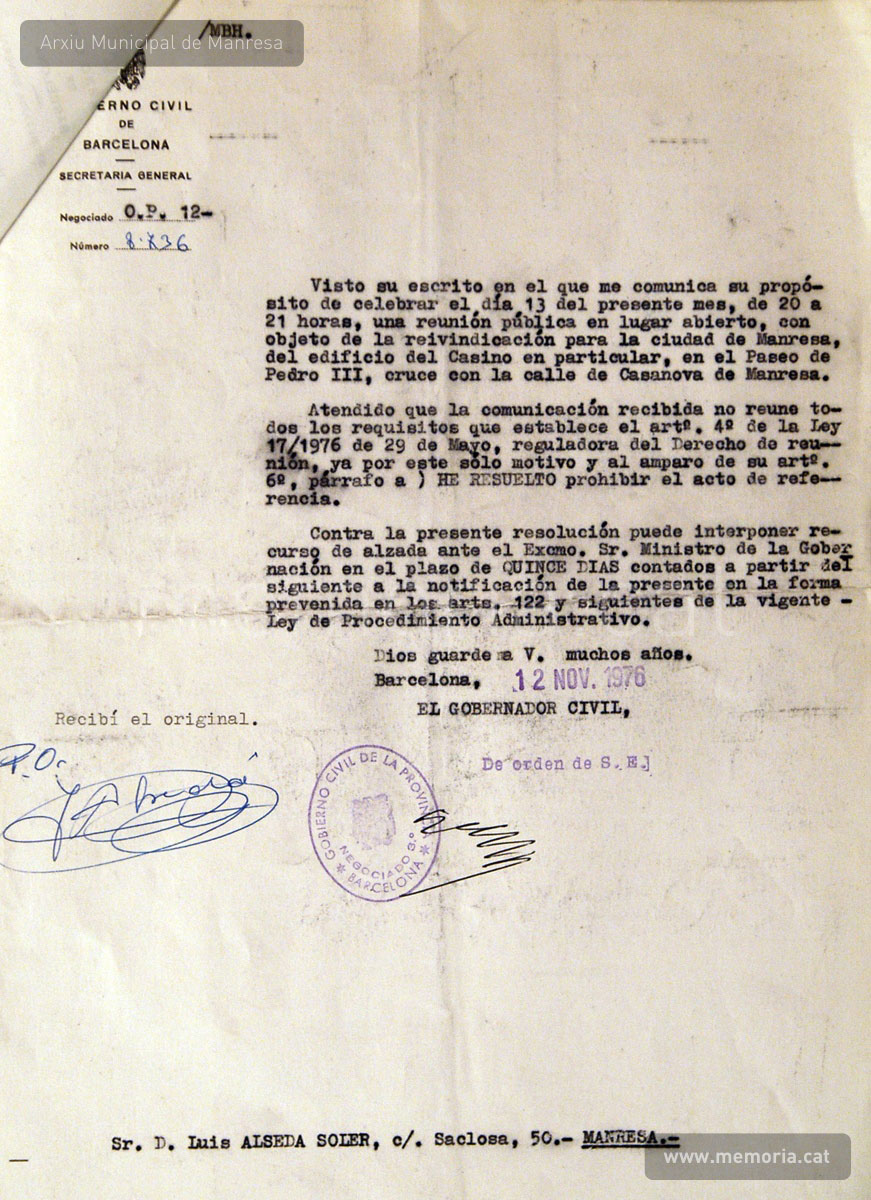 Arxiu Municipal de Manresa
/MBH.
ERNO CIVIL
DE
BARCELONA
SECRETARIA GENERAL
Negociado O.P. 12-
Número
Visto su escrito en el que me comunica su propó-
sito de celebrar el día 13 del presente mes, de 20 a
21 horas, una reunión pública en lugar abierto, con
objeto de la reivindicación para la ciudad de Manresa,
del edificio del Casino en particular, en el Paseo de
Pedro III, cruce con la calle de Casanova de Manresa.
Atendido que la comunicación recibida no reune to-
dos los requisitos que establece el artº. 4º de la Ley
17/1976 de 29 de Mayo, reguladora del Derecho de reu--
nión, ya por este sólo motivo y al amparo de su artº.
6º, párrafo a ) HE RESUELTO prohibir el acto de refe--
rencia.
Contra la presente resolución puede interponer re-
curso de alzada ante el Excmo. Sr. Ministro de la Gober
nación en el plazo de QUINCE DIAS contados a partir del
siguiente a la notificación de la presente en la forma
prevenida en los arts. 122 y siguientes de la vigente -
Ley de Procedimiento Administrativo.
Dios guarde a V. muchos años.
Barcelona, 12 NOV. 1976
EL GOBERNADOR CIVIL,
Recibí el original.
De orden de S.E.
P.O.
GOBIERNO CIVIL DE LA PROVIN
NEGOCIADO 3.º
* BARCELONA *
Sr. D. Luis ALSEDA SOLER, c/. Saclosa, 50.- MANRESA.-
www.memoria.cat